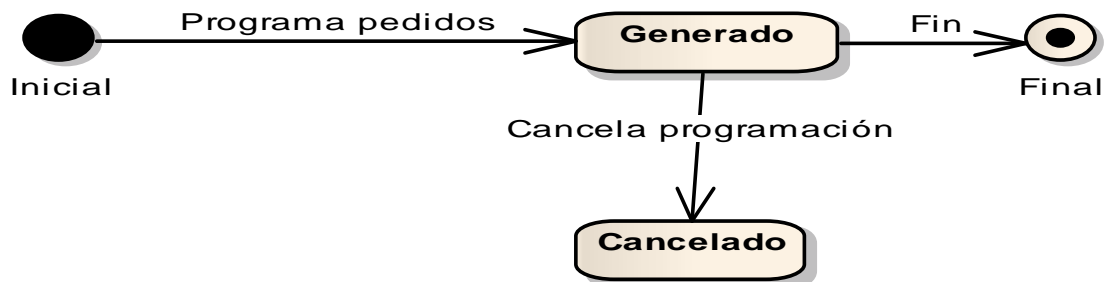 Programa pedidos
Generado
Fin
Inicial
Final
Cancela programación
Cancelado